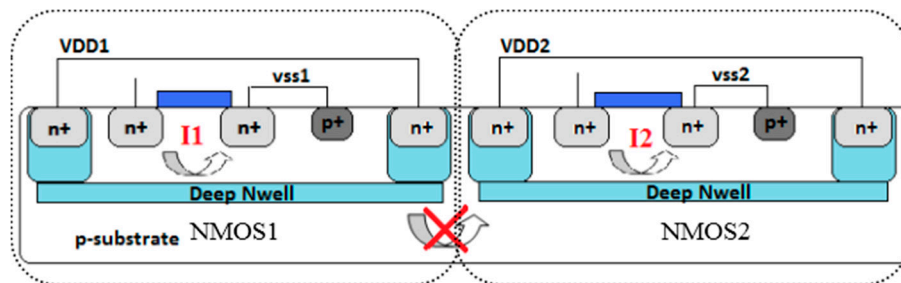 VDD1
VDD2
vss1
vss2
n+ n+ n+ p+ n+
n+ n+ n+ p+ n+
I1
I2
Deep Nwell
Deep Nwell
p-substrate
NMOS1
NMOS2